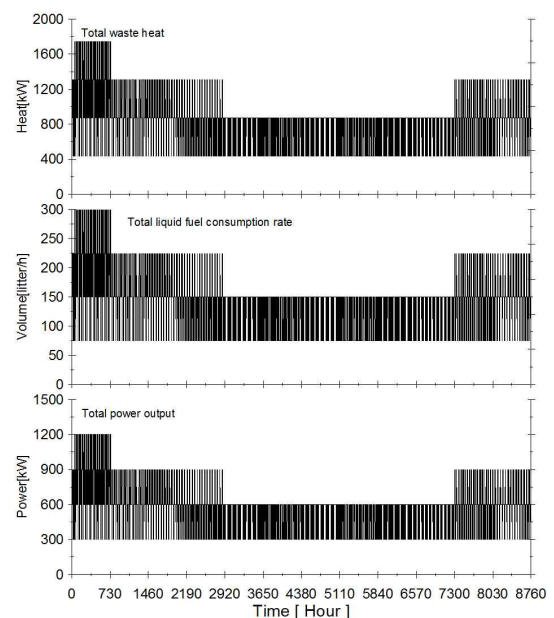 2000
Total waste heat
1600
1200
800
400
0
Heat[kW]
300
Total liquid fuel consumption rate
250
200
150
100
50
0
Volume[litter/h]
1500
Total power output
1200
900
600
300
0
Power[kW]
0 730 1460 2190 2920 3650 4380 5110 5840 6570 7300 8030 8760
Time [ Hour ]